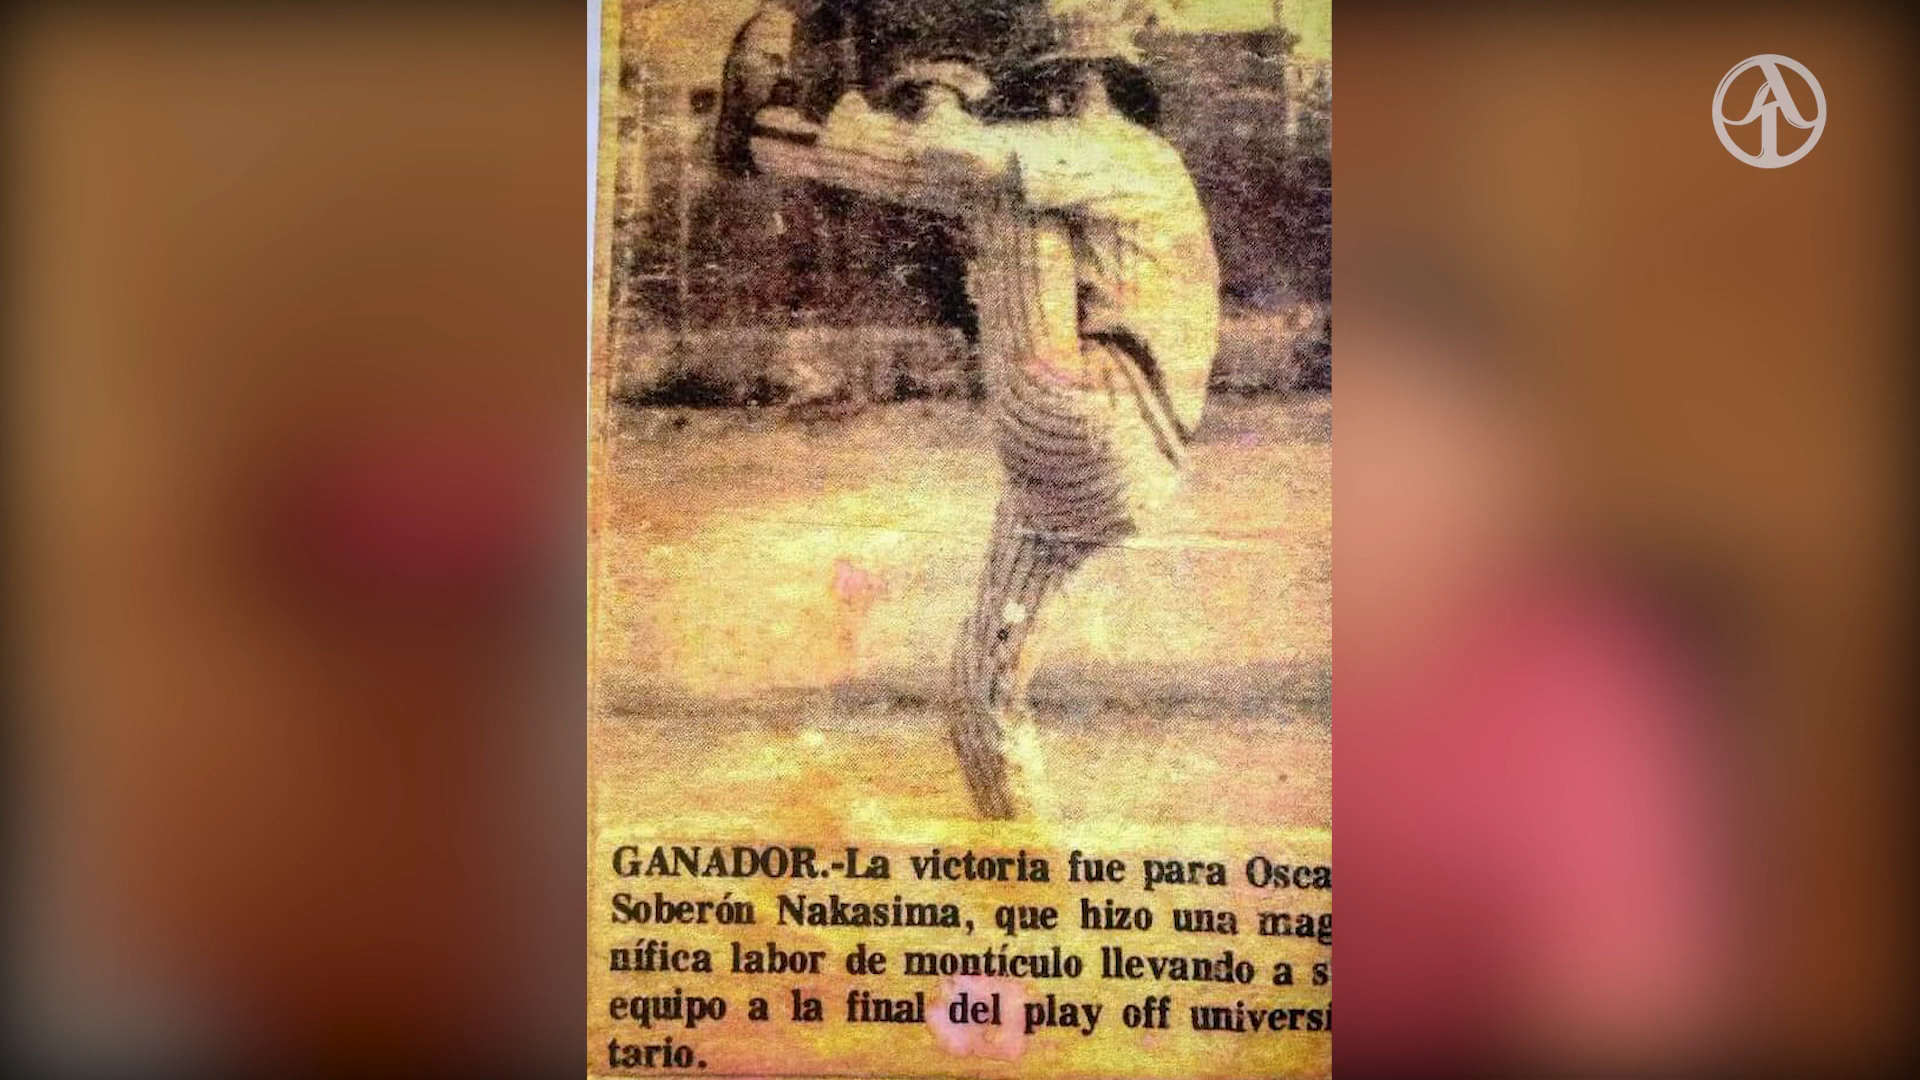 GANADOR.-La victoria fue para Osca
Soberón Nakasima, que hizo una mag
nífica labor de montículo llevando a s
equipo a la final del play off universi
tario.